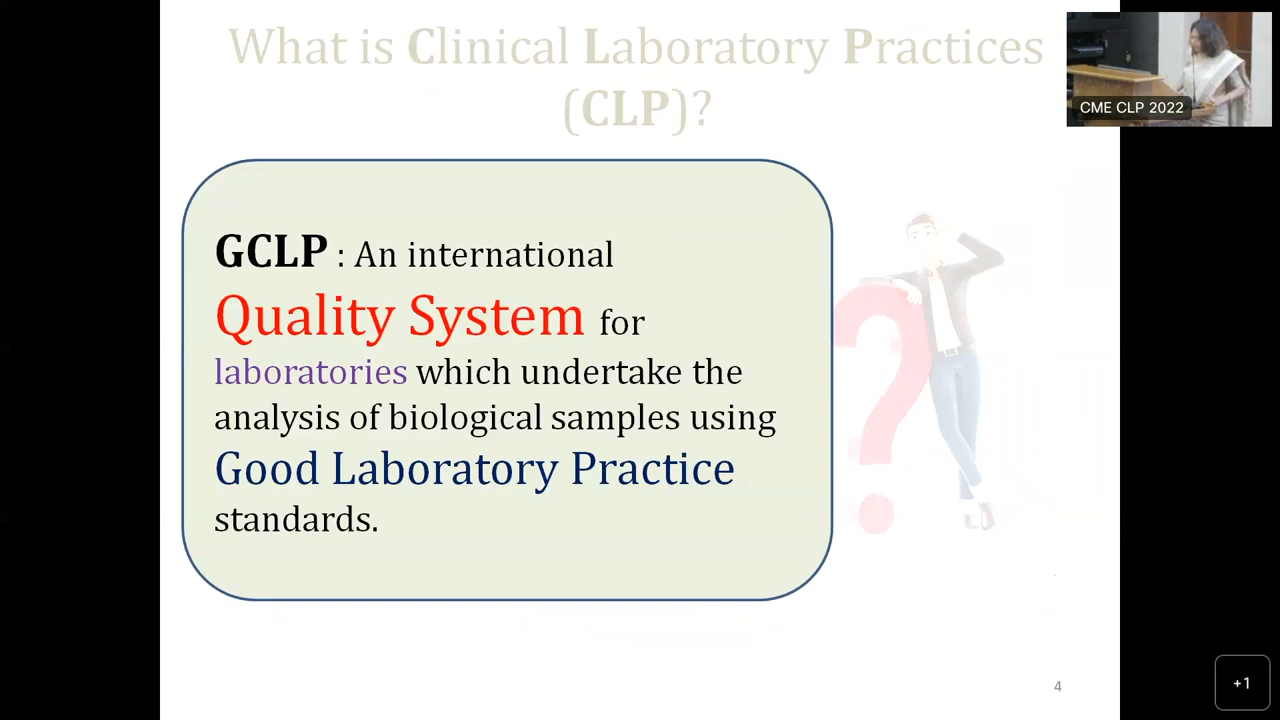 What is Clinical Laboratory Practices
(CLP)?
CME CLP 2022
GCLP : An international
Quality System for
laboratories which undertake the
analysis of biological samples using
Good Laboratory Practice
standards.
?
4
+1